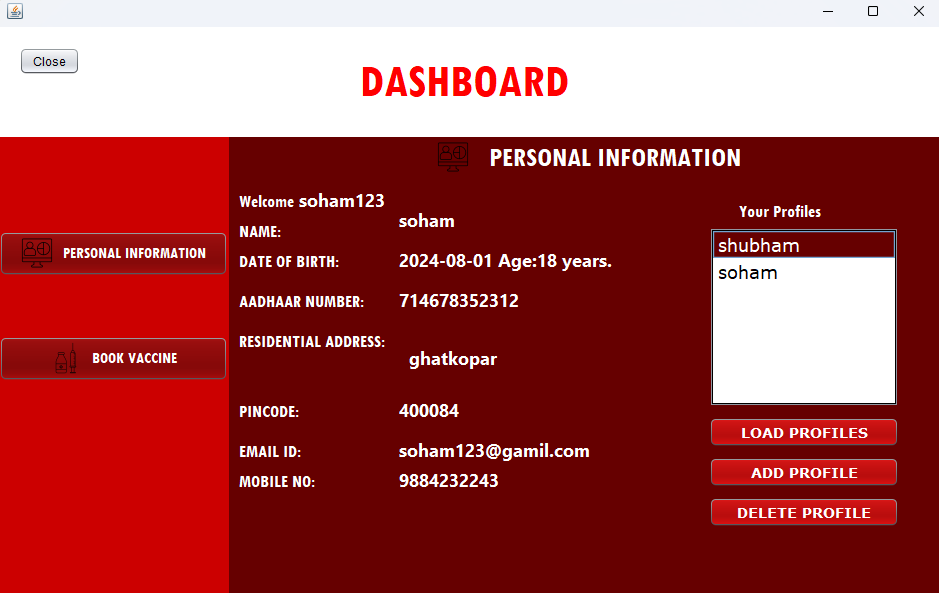 Close
DASHBOARD
PERSONAL INFORMATION
BOOK VACCINE
PERSONAL INFORMATION
Welcome soham123
NAME: soham
DATE OF BIRTH: 2024-08-01 Age:18 years.
AADHAAR NUMBER: 714678352312
RESIDENTIAL ADDRESS: ghatkopar
PINCODE: 400084
EMAIL ID: soham123@gamil.com
MOBILE NO: 9884232243
Your Profiles
shubham
soham
LOAD PROFILES
ADD PROFILE
DELETE PROFILE